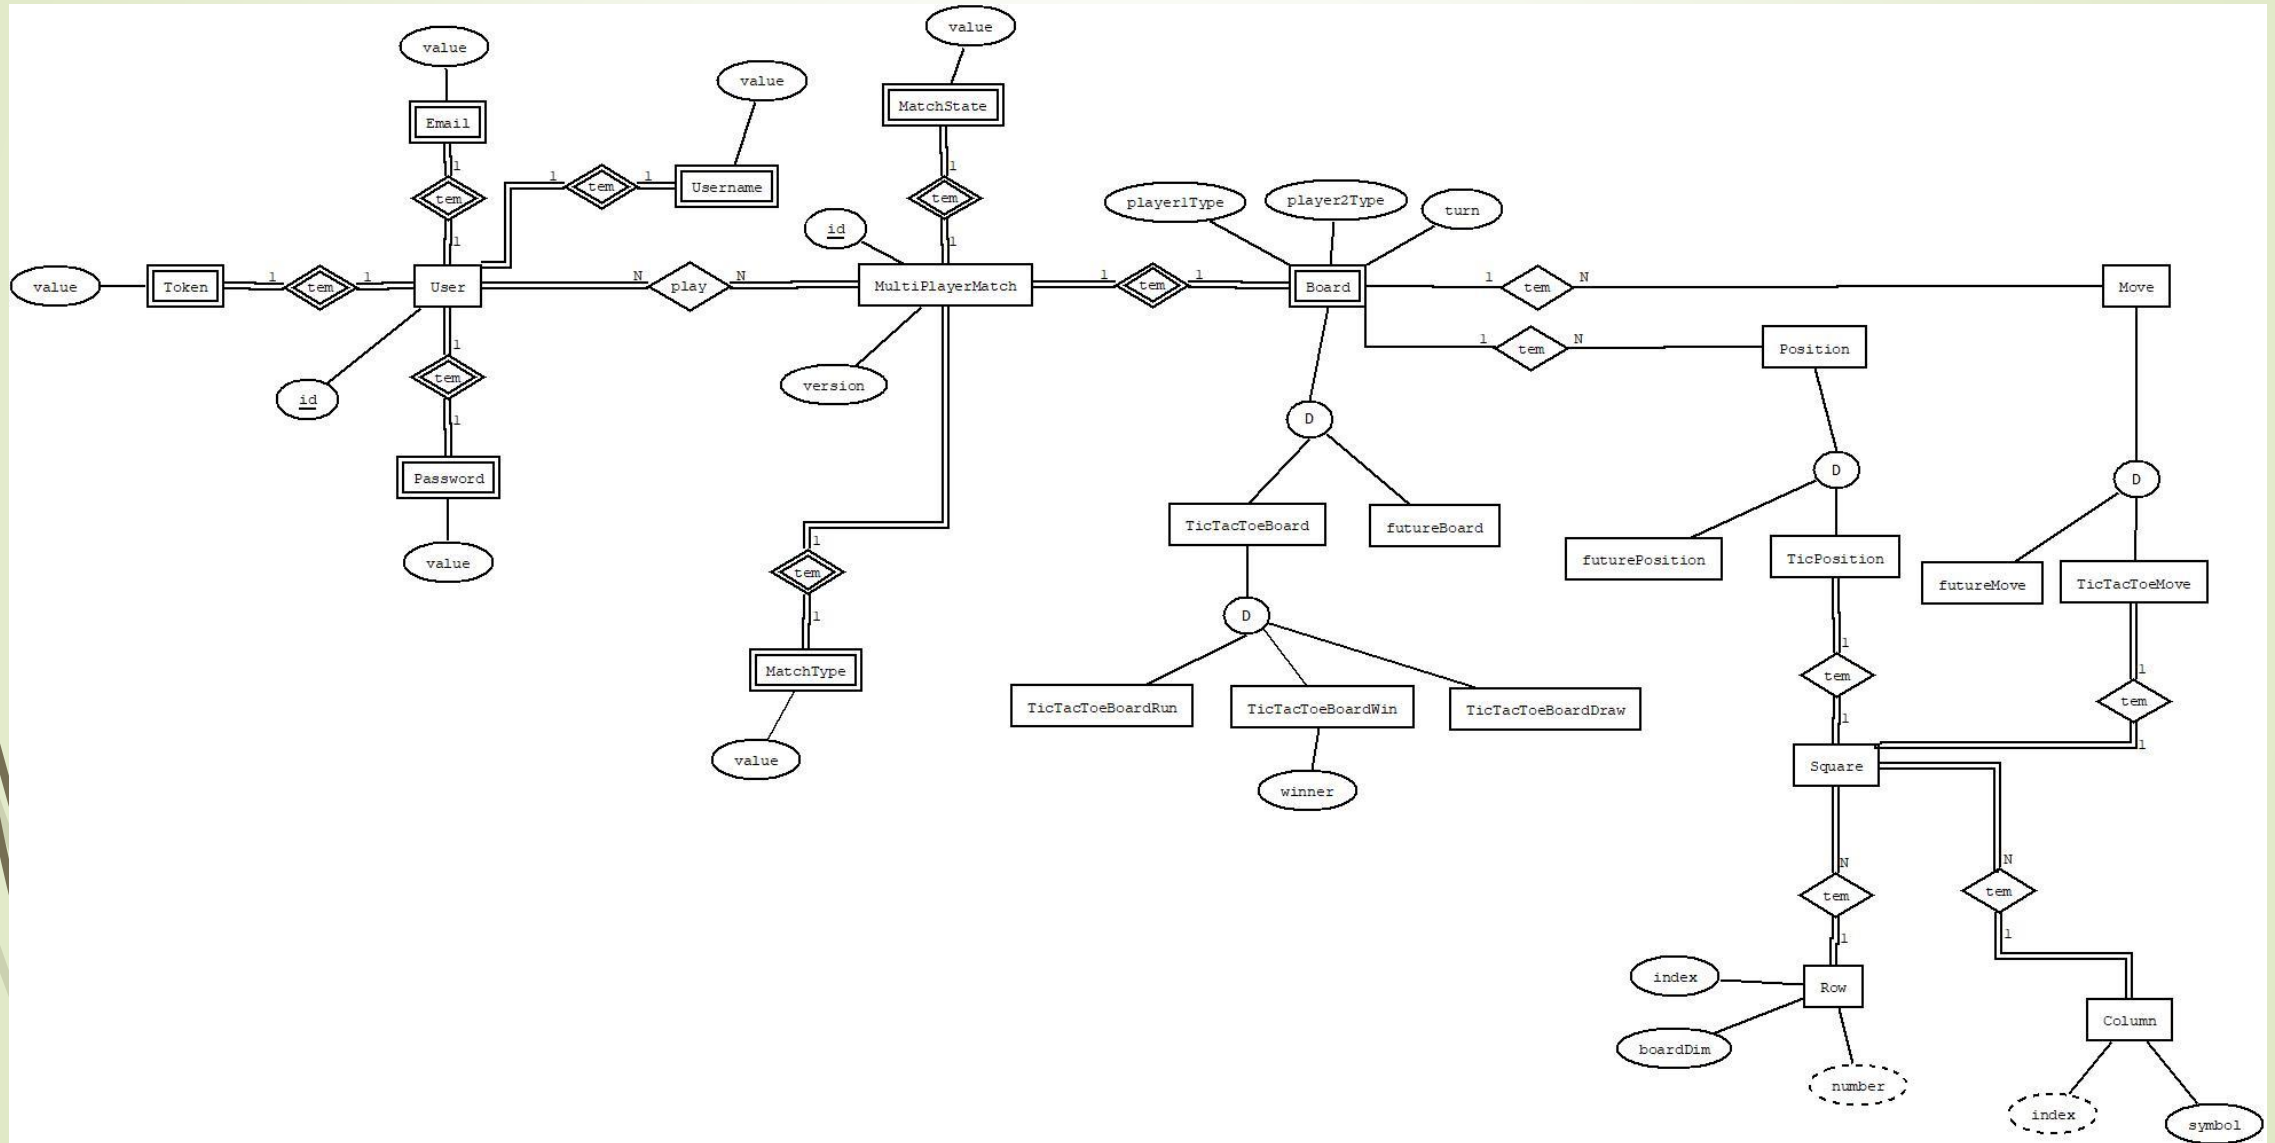 value
value
value
MatchState
Email
1
1
tem
1
Username
tem
tem
player1Type
player2Type
turn
id
1
1
value
Token
1
tem
1
User
N
play
N
MultiPlayerMatch
1
tem
1
Board
1
tem
N
Move
1
tem
N
Position
1
tem
id
version
1
D
Password
D
D
value
TicTacToeBoard
futureBoard
1
tem
futurePosition
TicPosition
futureMove
TicTacToeMove
1
D
MatchType
1
tem
1
1
tem
1
TicTacToeBoardRun
TicTacToeBoardWin
TicTacToeBoardDraw
value
Square
winner
N
tem
N
tem
1
1
index
Row
boardDim
Column
number
index
symbol